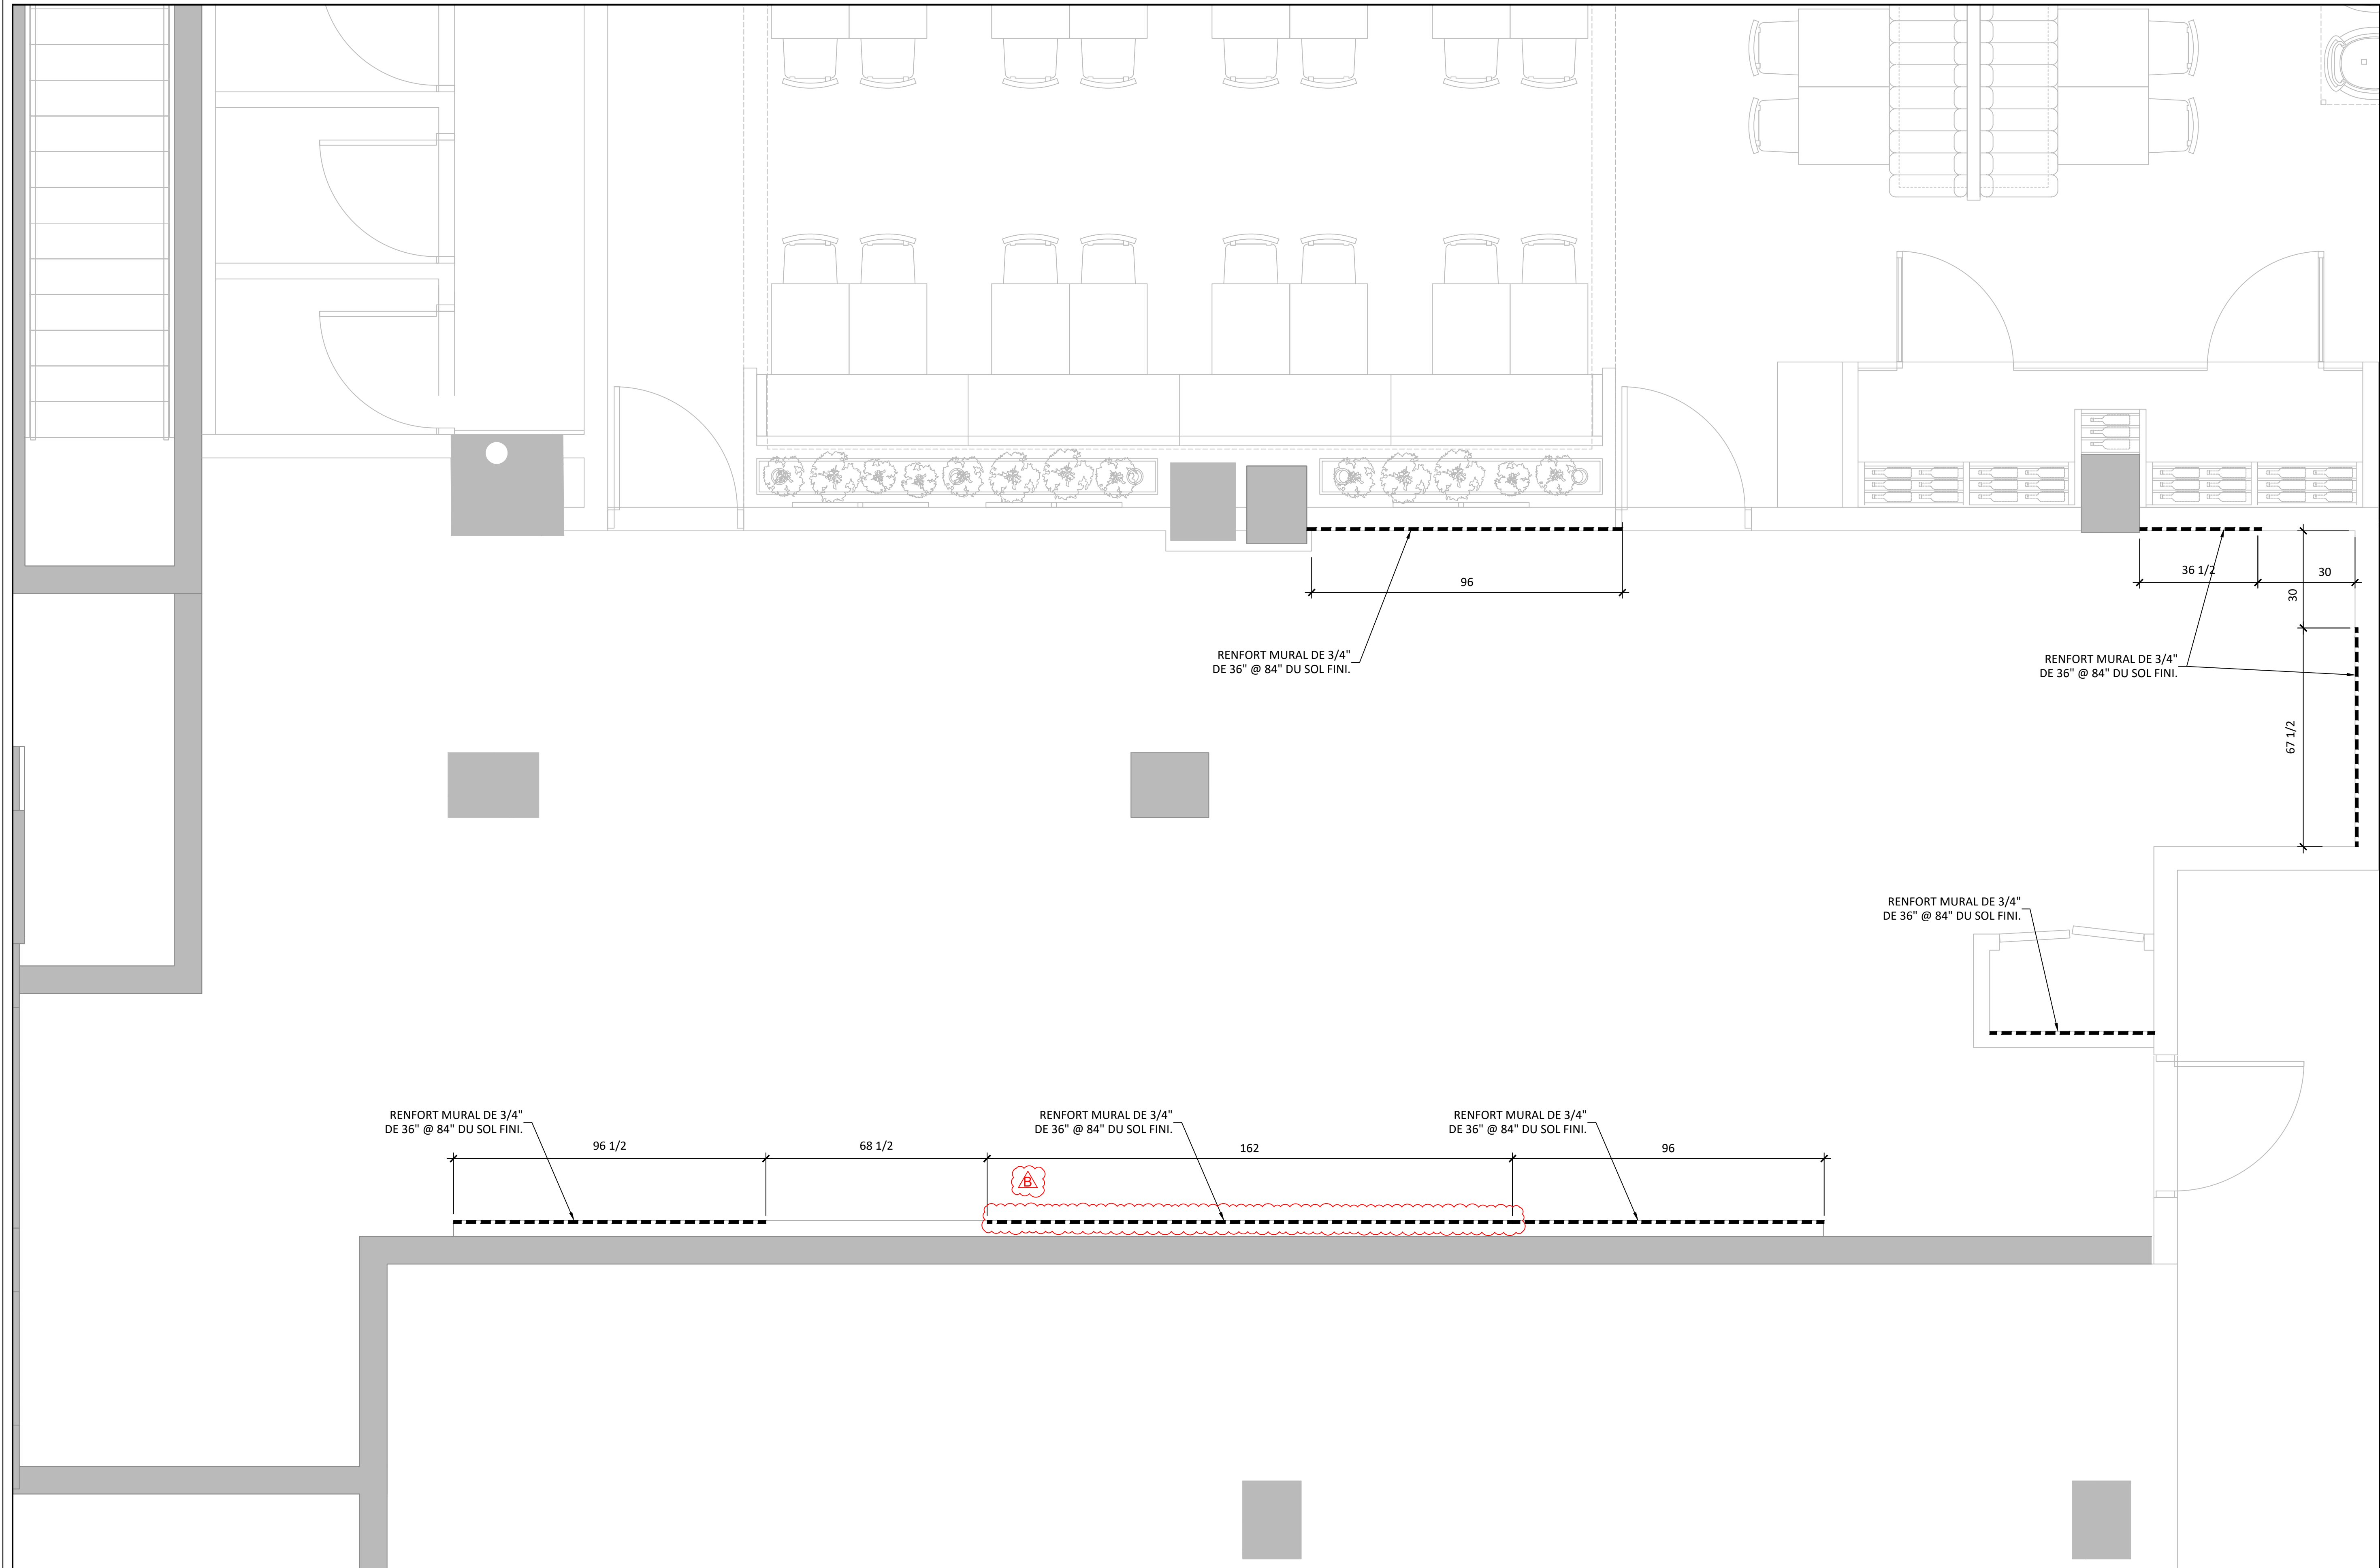 36 1/2
30
96
30
RENFORT MURAL DE 3/4"
DE 36" @ 84" DU SOL FINI.
RENFORT MURAL DE 3/4"
DE 36" @ 84" DU SOL FINI.
67 1/2
RENFORT MURAL DE 3/4"
DE 36" @ 84" DU SOL FINI.
RENFORT MURAL DE 3/4"
DE 36" @ 84" DU SOL FINI.
RENFORT MURAL DE 3/4"
DE 36" @ 84" DU SOL FINI.
RENFORT MURAL DE 3/4"
DE 36" @ 84" DU SOL FINI.
96 1/2
68 1/2
162
96
B